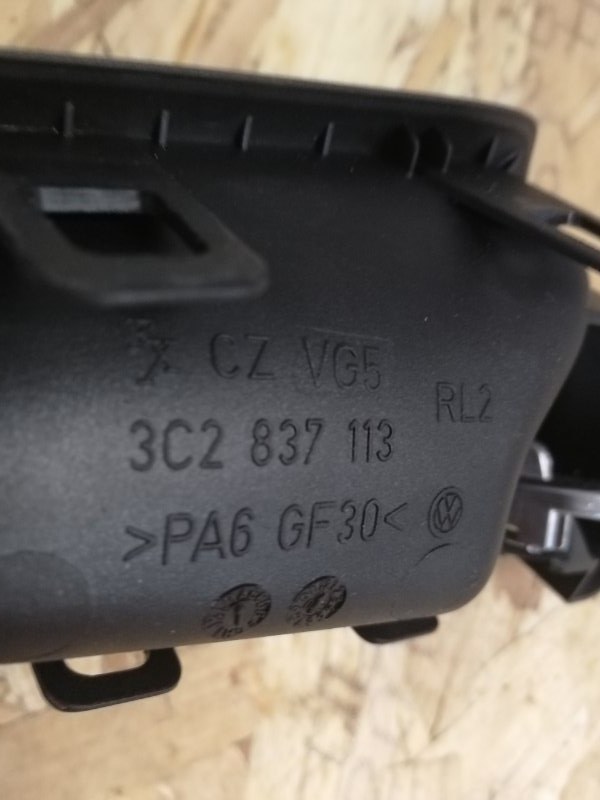 CZ VG5
RL2
3C2 837 113
>PA6 GF30<